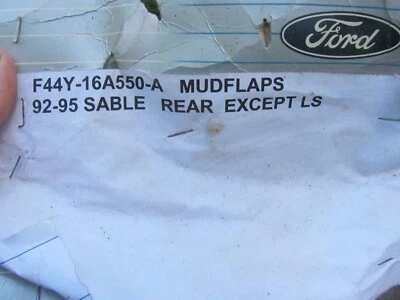 Ford
F44Y-16A550-A MUDFLAPS
92-95 SABLE REAR EXCEPT LS